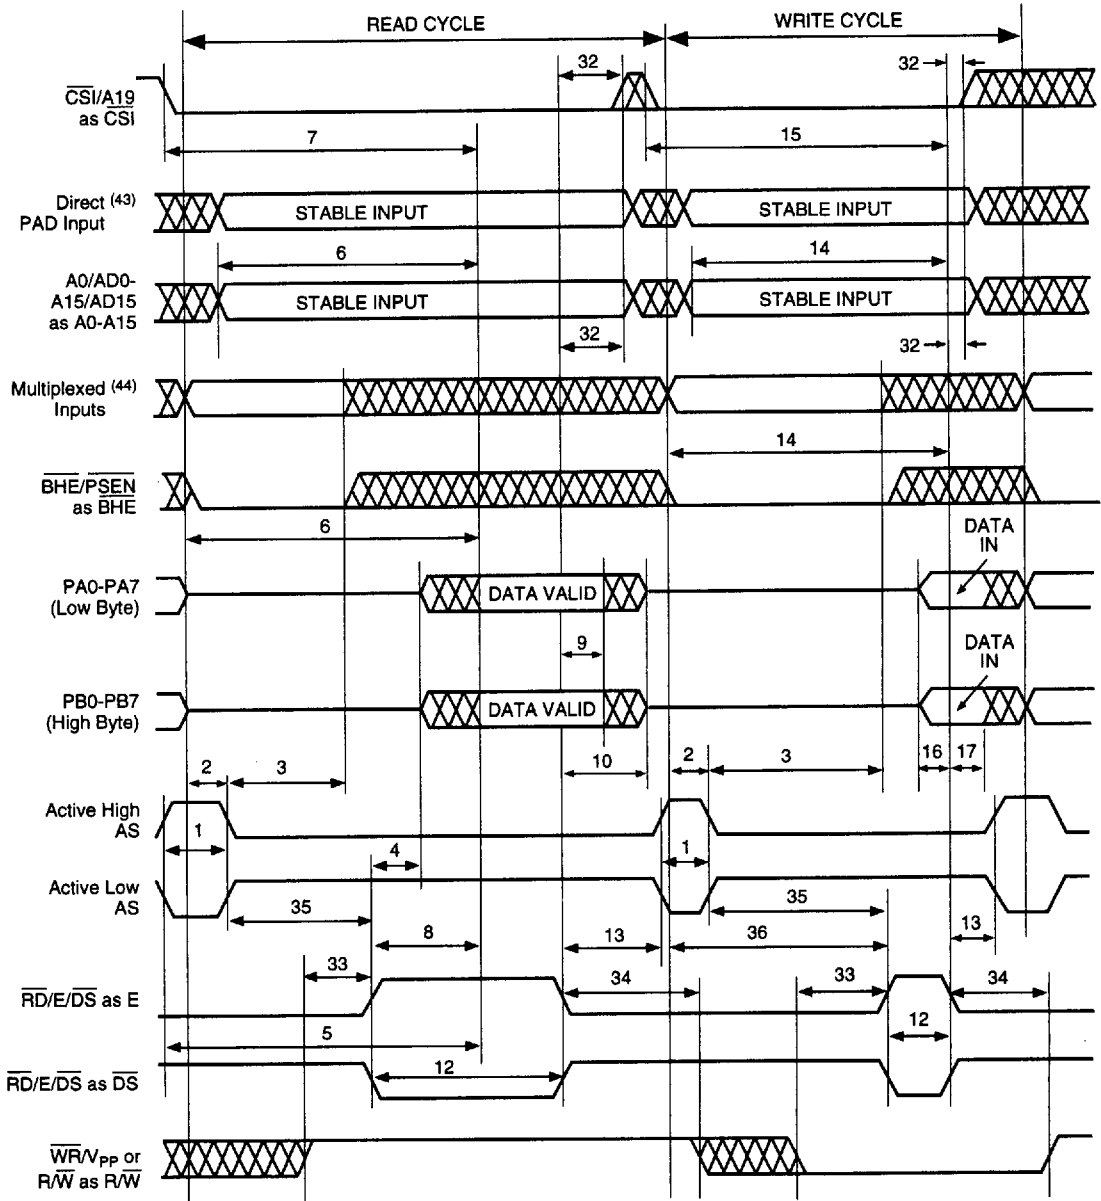 READ CYCLE
WRITE CYCLE
32
32
CSI/A19
as CSI
7
15
Direct (43)
PAD Input
STABLE INPUT
STABLE INPUT
6
14
A0/AD0-
A15/AD15
as A0-A15
STABLE INPUT
STABLE INPUT
32
32
Multiplexed (44)
Inputs
14
BHE/PSEN
as BHE
6
DATA
IN
PA0-PA7
(Low Byte)
DATA VALID
9
DATA
IN
PB0-PB7
(High Byte)
DATA VALID
2
3
10
2
3
16
17
Active High
AS
1
4
1
Active Low
AS
35
35
8
13
36
13
33
34
33
34
RD/E/DS as E
5
12
12
RD/E/DS as DS
WR/VPP or
R/W as R/W